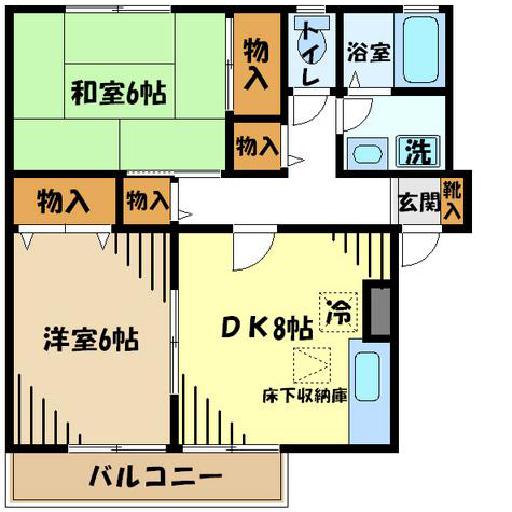 トイレ
物入
浴室
和室6帖
物入
洗
物入
物入
玄関
靴入
冷
DK8帖
洋室6帖
床下収納庫
バルコニー